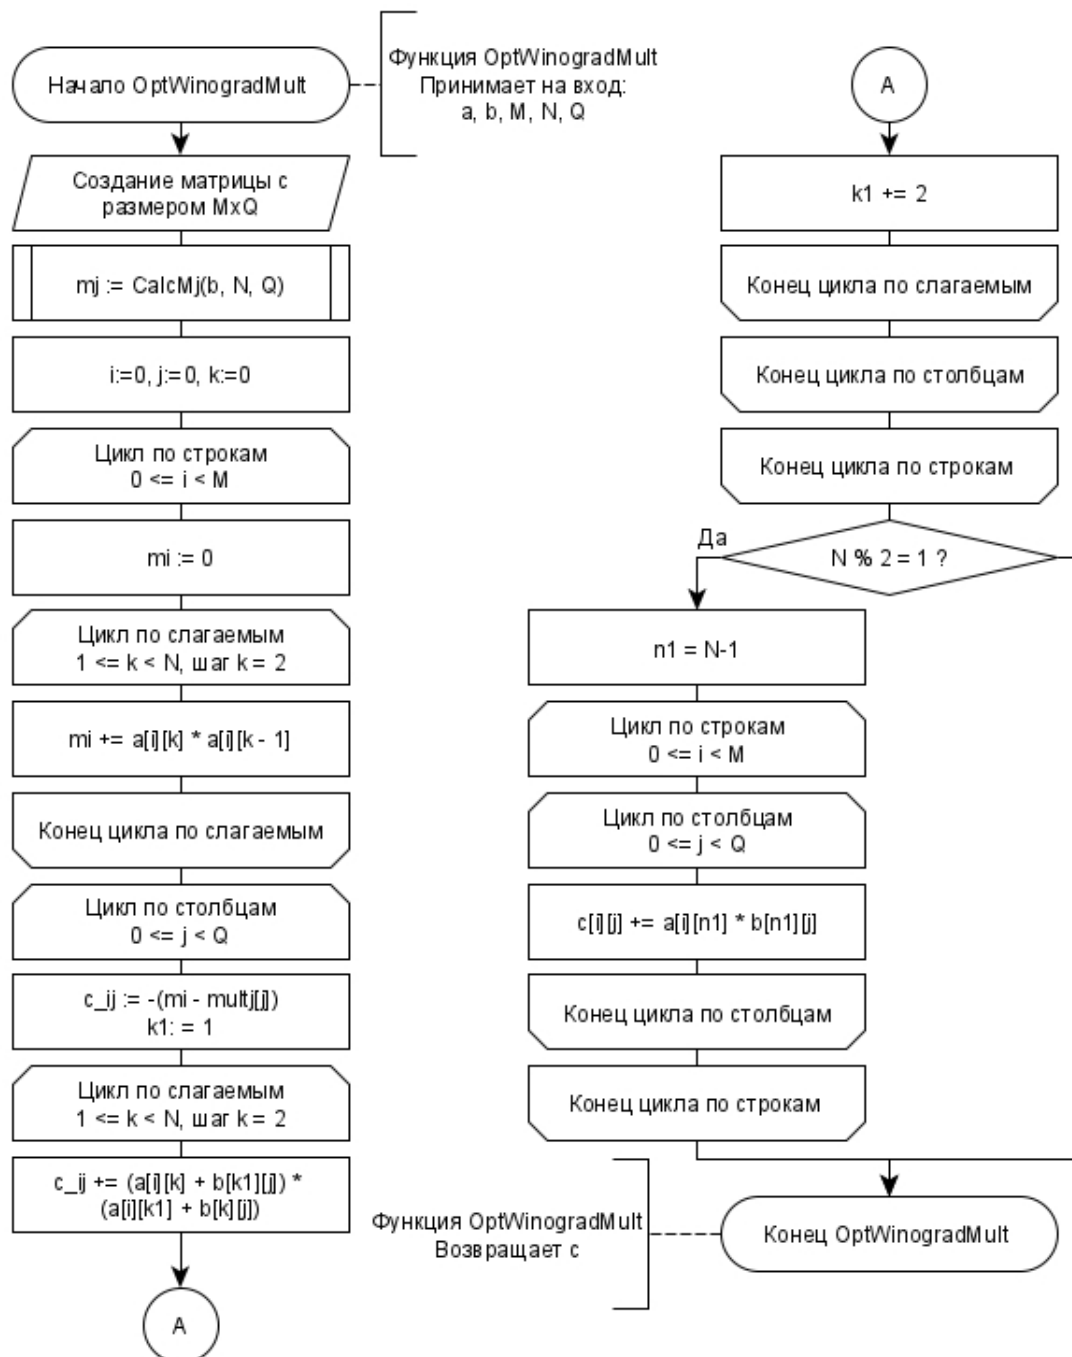 Начало OptWinogradMult
Функция OptWinogradMult
Принимает на вход:
a, b, M, N, Q
Создание матрицы с
размером MxQ
mj := CalcMj(b, N, Q)
i:=0, j:=0, k:=0
Цикл по строкам
0 <= i < M
mi := 0
Цикл по слагаемым
1 <= k < N, шаг k = 2
mi += a[i][k] * a[i][k - 1]
Конец цикла по слагаемым
Цикл по столбцам
0 <= j < Q
c_ij := -(mi - multj[j])
k1: = 1
Цикл по слагаемым
1 <= k < N, шаг k = 2
c_ij += (a[i][k] + b[k1][j]) *
(a[i][k1] + b[k][j])
A
A
k1 += 2
Конец цикла по слагаемым
Конец цикла по столбцам
Конец цикла по строкам
Да
N % 2 = 1 ?
n1 = N-1
Цикл по строкам
0 <= i < M
Цикл по столбцам
0 <= j < Q
c[i][j] += a[i][n1] * b[n1][j]
Конец цикла по столбцам
Конец цикла по строкам
Функция OptWinogradMult
Возвращает c
Конец OptWinogradMult